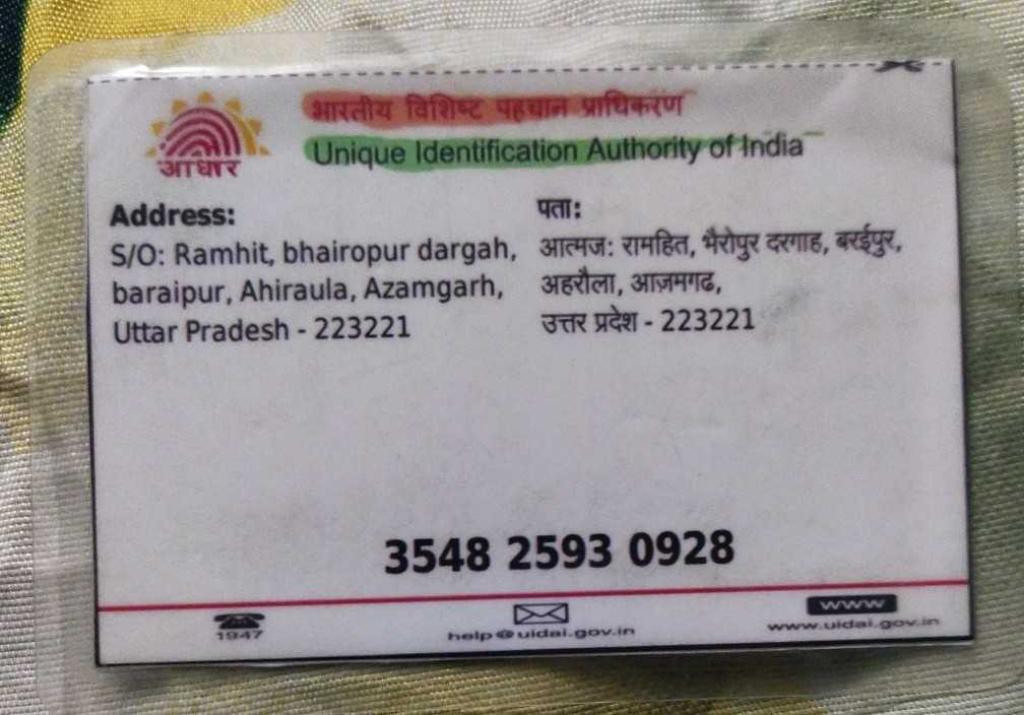 भारतीय विशिष्ट पहचान प्राधिकरण
Unique Identification Authority of India
आधार
Address:
S/O: Ramhit, bhairopur dargah,
baraipur, Ahiraula, Azamgarh,
Uttar Pradesh - 223221
पता:
आत्मज: रामहित, भैरोपुर दरगाह, बरईपुर,
अहरौला, आज़मगढ,
उत्तर प्रदेश - 223221
3548 2593 0928
1947
help@uidai.gov.in
www
www.uidai.gov.in